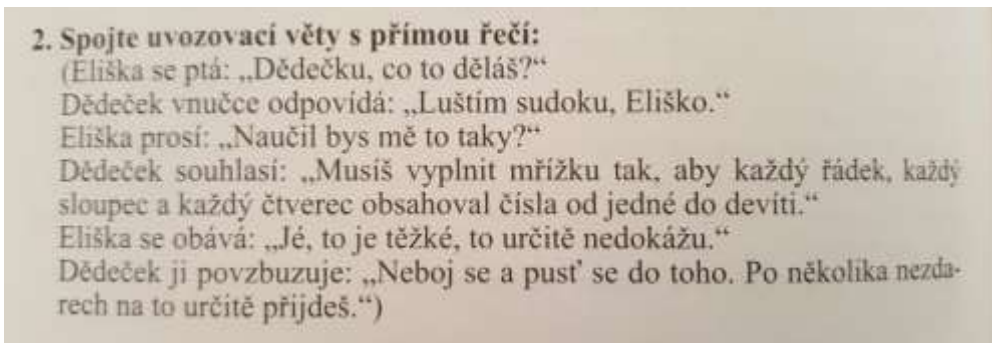 2. Spojte uvozovací věty s přímou řečí:
(Eliška se ptá: „Dědečku, co to děláš?“
Dědeček vnučce odpovídá: „Luštím sudoku, Eliško.“
Eliška prosí: „Naučil bys mě to taky?“
Dědeček souhlasí: „Musíš vyplnit mřížku tak, aby každý řádek, každý
sloupec a každý čtverec obsahoval čísla od jedné do devíti.“
Eliška se obává: „Jé, to je těžké, to určitě nedokážu.“
Dědeček ji povzbuzuje: „Neboj se a pusť se do toho. Po několika nezda-
rech na to určitě přijdeš.“)